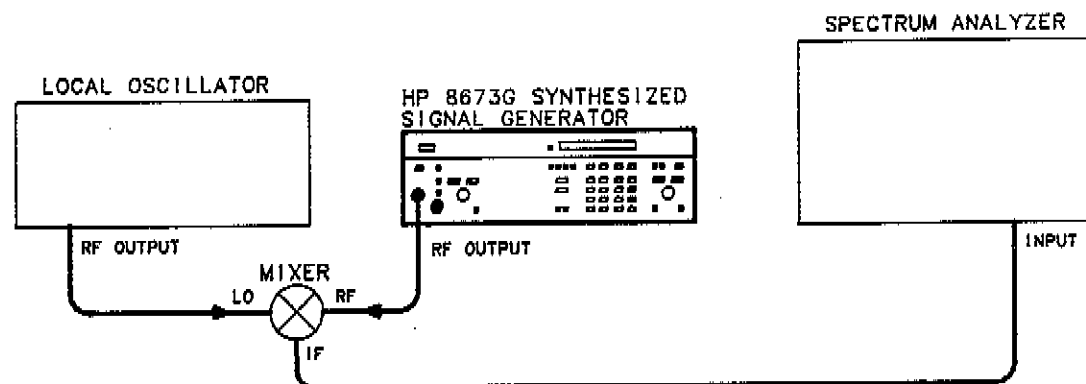 SPECTRUM ANALYZER
LOCAL OSCILLATOR
HP 8673G SYNTHESIZED
SIGNAL GENERATOR
RF OUTPUT
RF OUTPUT
INPUT
MIXER
LO
RF
IF